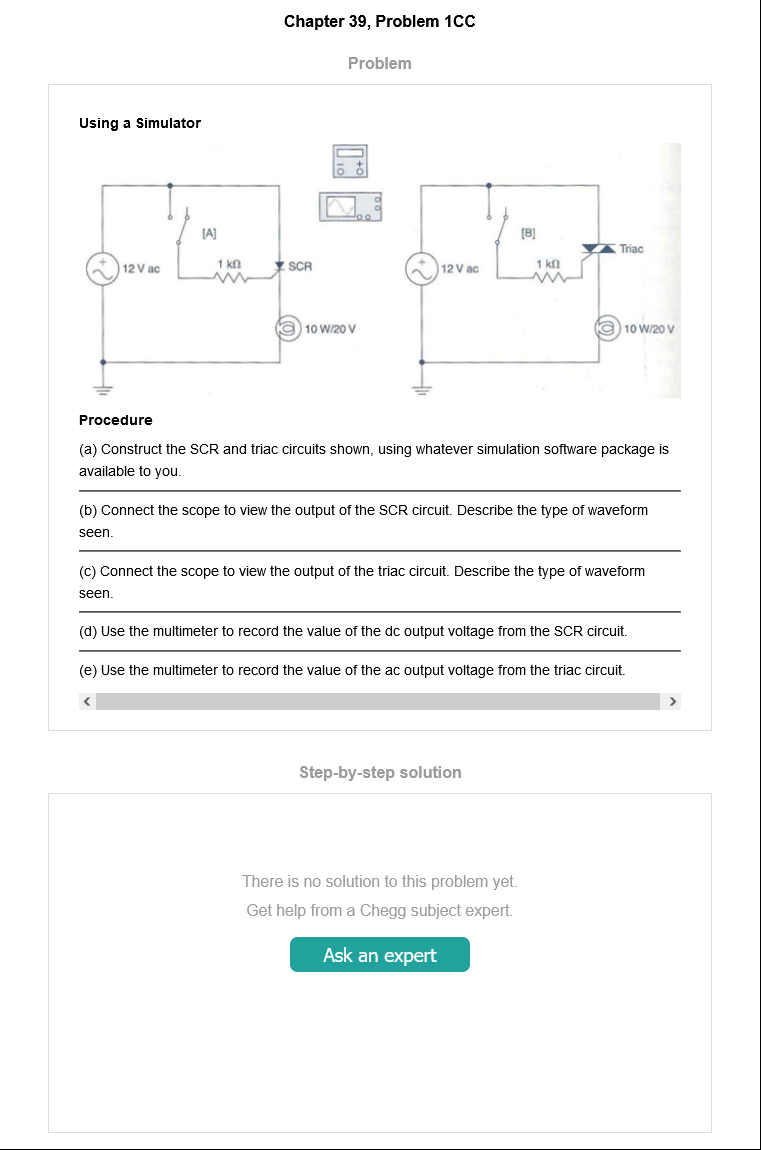 Chapter 39, Problem 1CC
Problem
Using a Simulator
[A]
12 V ac
1 kΩ
SCR
10 W/20 V
[B]
12 V ac
1 kΩ
Triac
10 W/20 V
Procedure
(a) Construct the SCR and triac circuits shown, using whatever simulation software package is
available to you.
(b) Connect the scope to view the output of the SCR circuit. Describe the type of waveform
seen.
(c) Connect the scope to view the output of the triac circuit. Describe the type of waveform
seen.
(d) Use the multimeter to record the value of the dc output voltage from the SCR circuit.
(e) Use the multimeter to record the value of the ac output voltage from the triac circuit.
Step-by-step solution
There is no solution to this problem yet.
Get help from a Chegg subject expert.
Ask an expert